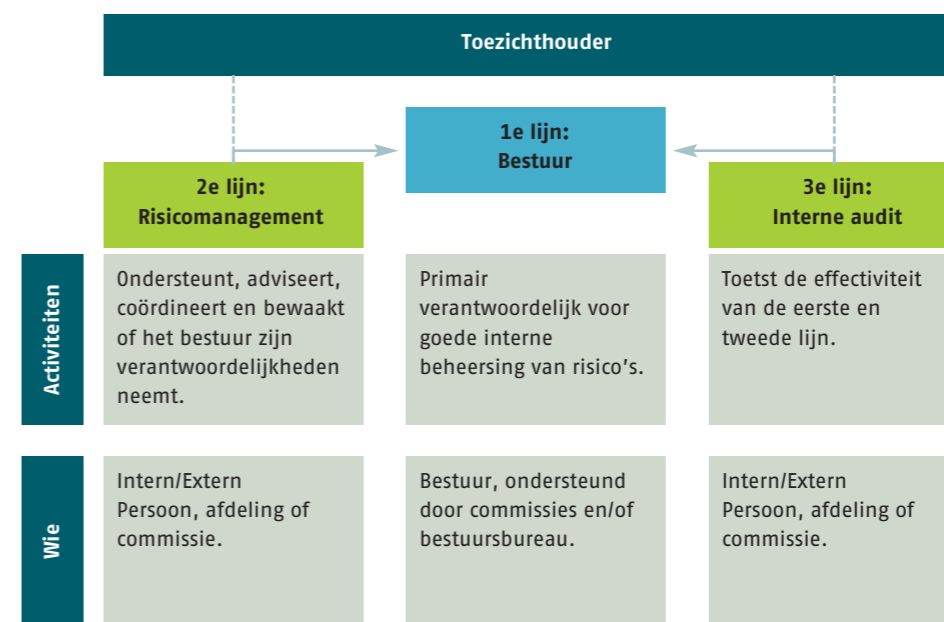 Toezichthouder
1e lijn:
Bestuur
2e lijn:
Risicomanagement
3e lijn:
Interne audit
Activiteiten
Ondersteunt, adviseert,
coördineert en bewaakt
of het bestuur zijn
verantwoordelijkheden
neemt.
Primair
verantwoordelijk voor
goede interne
beheersing van risico's.
Toetst de effectiviteit
van de eerste en
tweede lijn.
Wie
Intern/Extern
Persoon, afdeling of
commissie.
Bestuur, ondersteund
door commissies en/of
bestuursbureau.
Intern/Extern
Persoon, afdeling of
commissie.